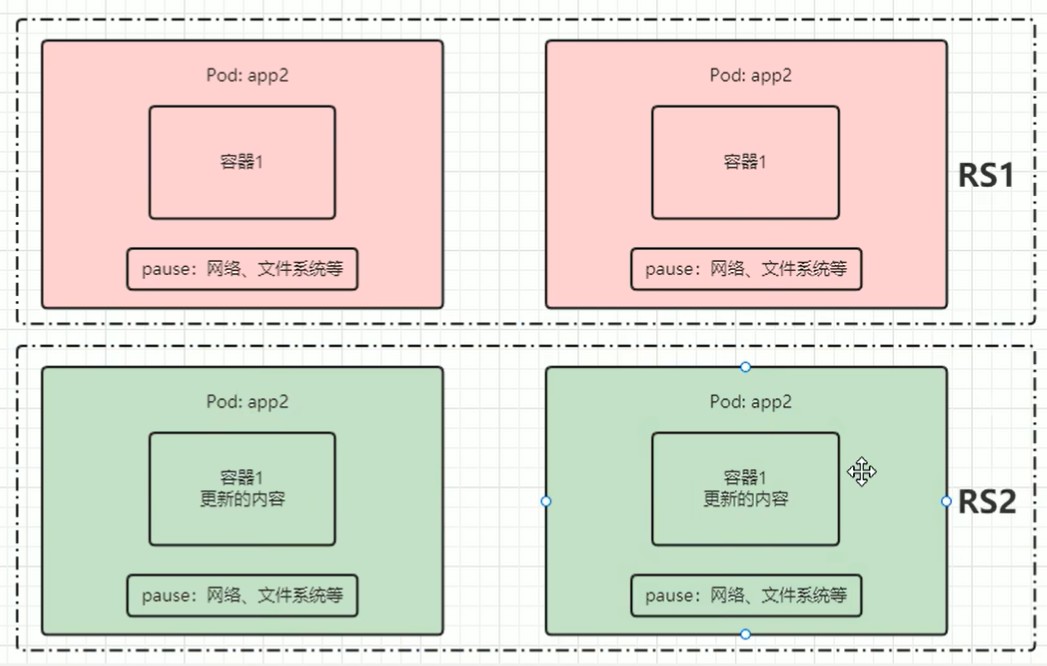 Pod: app2
Pod: app2
容器1
容器1
RS1
pause：网络、文件系统等
pause：网络、文件系统等
Pod: app2
Pod: app2
容器1
更新的内容
容器1
更新的内容
RS2
pause：网络、文件系统等
pause：网络、文件系统等